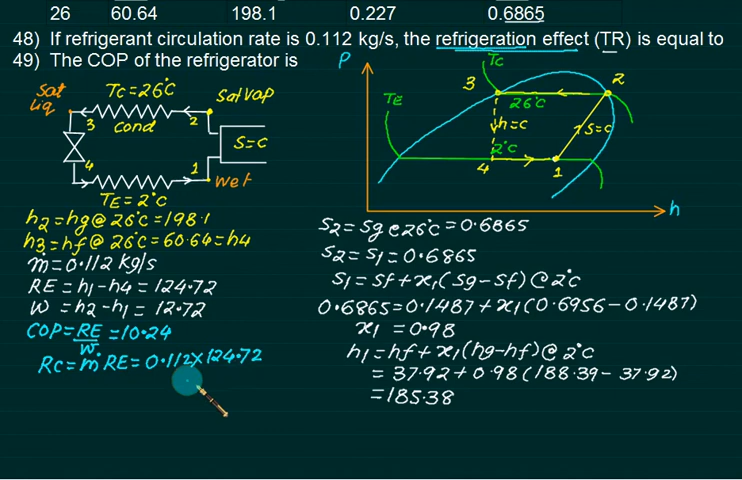 26 60.64 198.1 0.227 0.6865
48) If refrigerant circulation rate is 0.112 kg/s, the refrigeration effect (TR) is equal to
49) The COP of the refrigerator is
Sat Liq
Tc=26°C
Sat Vap
3
cond
2
S=C
4
1
wet
TE=2°C
P
TE
Tc
3
2
26°C
h=c
S=C
2°C
4
1
h
h2=hg@ 26°C=198.1
h3=hf@ 26°C=60.64=h4
ṁ=0.112 kg/s
RE=h1-h4=124.72
W=h2-h1=12.72
COP=RE/W=10.24
RC=ṁ RE=0.112×124.72
S2=Sg@26°C=0.6865
S2=S1=0.6865
S1=Sf+x1(Sg-Sf)@2°C
0.6865=0.1487+x1(0.6956-0.1487)
x1=0.98
h1=hf+x1(hg-hf)@2°C
=37.92+0.98(188.39-37.92)
=185.38